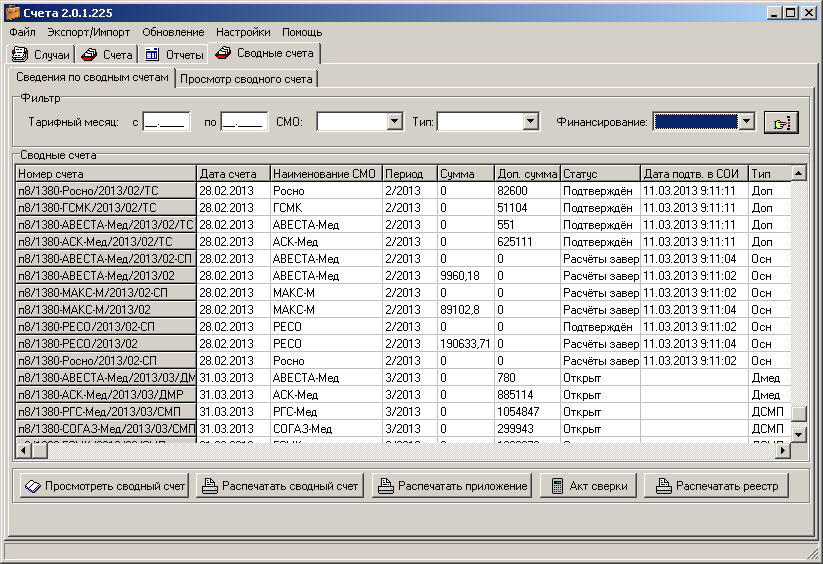 Счета 2.0.1.225
Файл Экспорт/Импорт Обновление Настройки Помощь
Случаи Счета Отчеты Сводные счета
Сведения по сводным счетам Просмотр сводного счета
Фильтр
Тарифный месяц: с __.____ по __.____ СМО: Тип: Финансирование:
Сводные счета
Номер счета Дата счета Наименование СМО Период Сумма Доп. сумма Статус Дата подтв. в СОИ Тип
п8/1380-Росно/2013/02/ТС 28.02.2013 Росно 2/2013 0 82600 Подтверждён 11.03.2013 9:11:11 Доп
п8/1380-ГСМК/2013/02/ТС 28.02.2013 ГСМК 2/2013 0 51104 Подтверждён 11.03.2013 9:11:11 Доп
п8/1380-АВЕСТА-Мед/2013/02/ТС 28.02.2013 АВЕСТА-Мед 2/2013 0 551 Подтверждён 11.03.2013 9:11:11 Доп
п8/1380-АСК-Мед/2013/02/ТС 28.02.2013 АСК-Мед 2/2013 0 625111 Подтверждён 11.03.2013 9:11:11 Доп
п8/1380-АВЕСТА-Мед/2013/02-СП 28.02.2013 АВЕСТА-Мед 2/2013 0 0 Расчёты завер 11.03.2013 9:11:04 Осн
п8/1380-АВЕСТА-Мед/2013/02 28.02.2013 АВЕСТА-Мед 2/2013 9960,18 0 Расчёты завер 11.03.2013 9:11:02 Осн
п8/1380-МАКС-М/2013/02-СП 28.02.2013 МАКС-М 2/2013 0 0 Расчёты завер 11.03.2013 9:11:02 Осн
п8/1380-МАКС-М/2013/02 28.02.2013 МАКС-М 2/2013 89102,8 0 Расчёты завер 11.03.2013 9:11:04 Осн
п8/1380-РЕСО/2013/02-СП 28.02.2013 РЕСО 2/2013 0 0 Подтверждён 11.03.2013 9:11:02 Осн
п8/1380-РЕСО/2013/02 28.02.2013 РЕСО 2/2013 190633,71 0 Расчёты завер 11.03.2013 9:11:04 Осн
п8/1380-Росно/2013/02-СП 28.02.2013 Росно 2/2013 0 0 Расчёты завер 11.03.2013 9:11:02 Осн
п8/1380-АВЕСТА-Мед/2013/03/ДМ 31.03.2013 АВЕСТА-Мед 3/2013 0 780 Открыт Дмед
п8/1380-АСК-Мед/2013/03/ДМР 31.03.2013 АСК-Мед 3/2013 0 885114 Открыт Дмед
п8/1380-РГС-Мед/2013/03/СМП 31.03.2013 РГС-Мед 3/2013 0 1054847 Открыт ДСМП
п8/1380-СОГАЗ-Мед/2013/03/СМП 31.03.2013 СОГАЗ-Мед 3/2013 0 299943 Открыт ДСМП
Просмотреть сводный счет Распечатать сводный счет Распечатать приложение Акт сверки Распечатать реестр